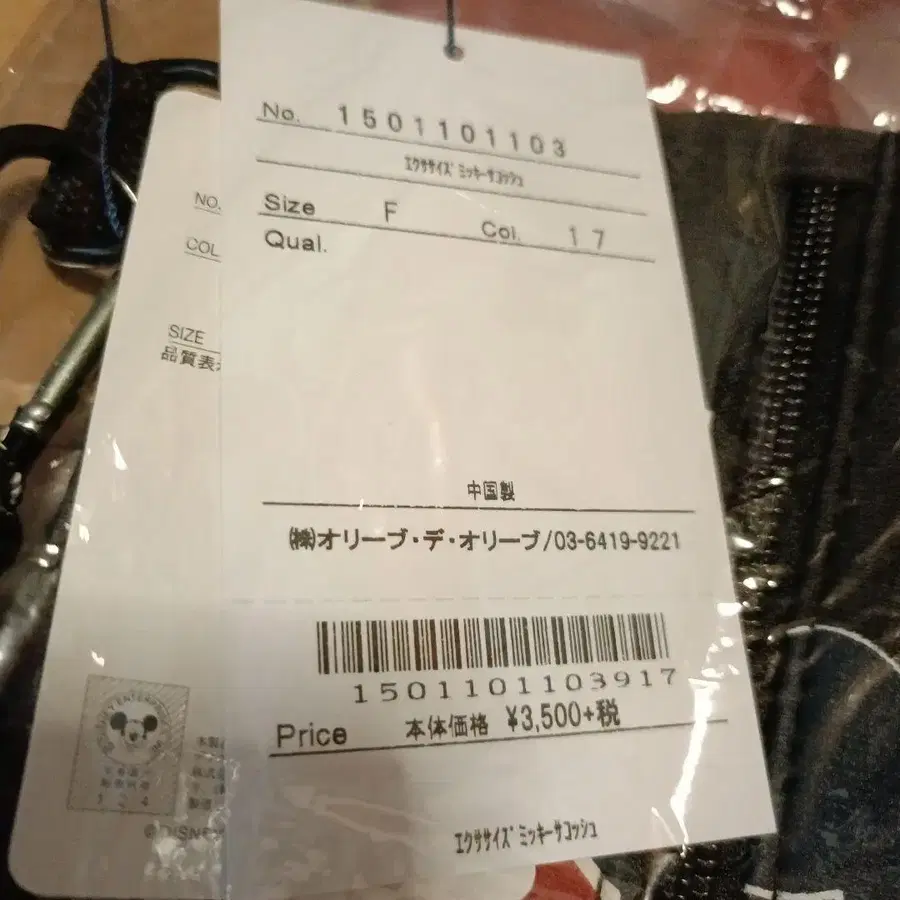 No. 1501101103
ｴｸｻｻｲｽﾞ ﾐｯｷｰｻｺｯｼｭ
Size F Col. 17
Qual.
中国製
㈱オリーブ・デ・オリーブ/03-6419-9221
1501101103917
Price 本体価格 ¥3,500+税
ｴｸｻｻｲｽﾞ ﾐｯｷｰｻｺｯｼｭ
NO.
COL
SIZE
品質表
124
©DISNEY